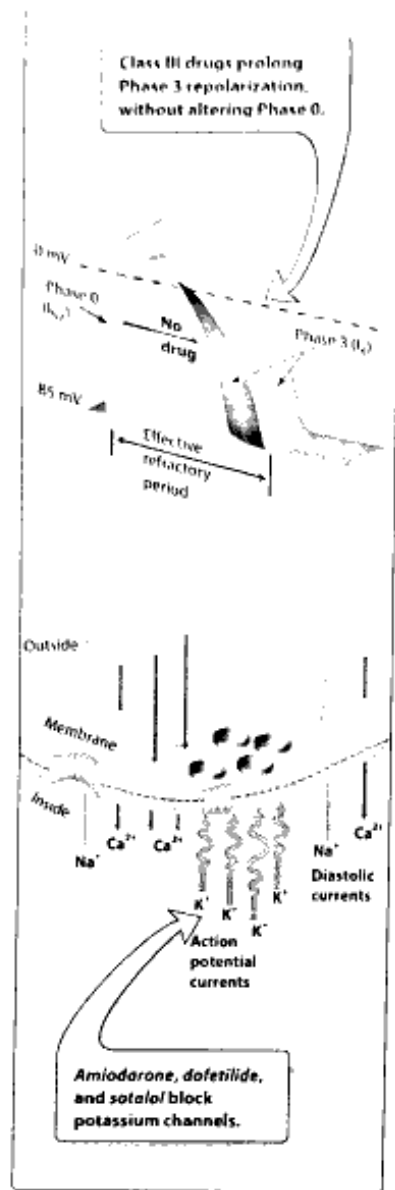 Class III drugs prolong
Phase 3 repolarization,
without altering Phase 0.
0 mV
Phase 0
No
drug
Phase 3 (I
85 mV
Effective
refractory
period
Outside
Membrane
Inside
Na⁺
Ca²⁺
Ca²⁺
K⁺
K⁺
K⁺
K⁺
Na⁺
Ca²⁺
Diastolic
currents
Action
potential
currents
Amiodarone, dofetilide,
and sotalol block
potassium channels.